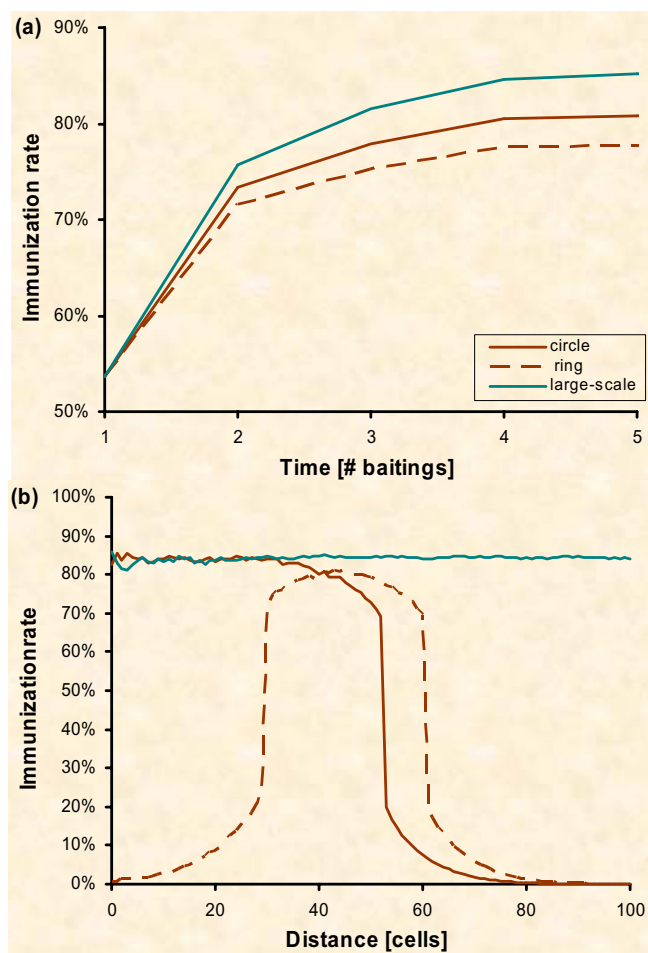 (a)
90%
80%
70%
60%
50%
Immunization rate
1 2 3 4 5
Time [# baitings]
circle
ring
large-scale
(b)
100%
90%
80%
70%
60%
50%
40%
30%
20%
10%
0%
Immunizationrate
0 20 40 60 80 100
Distance [cells]